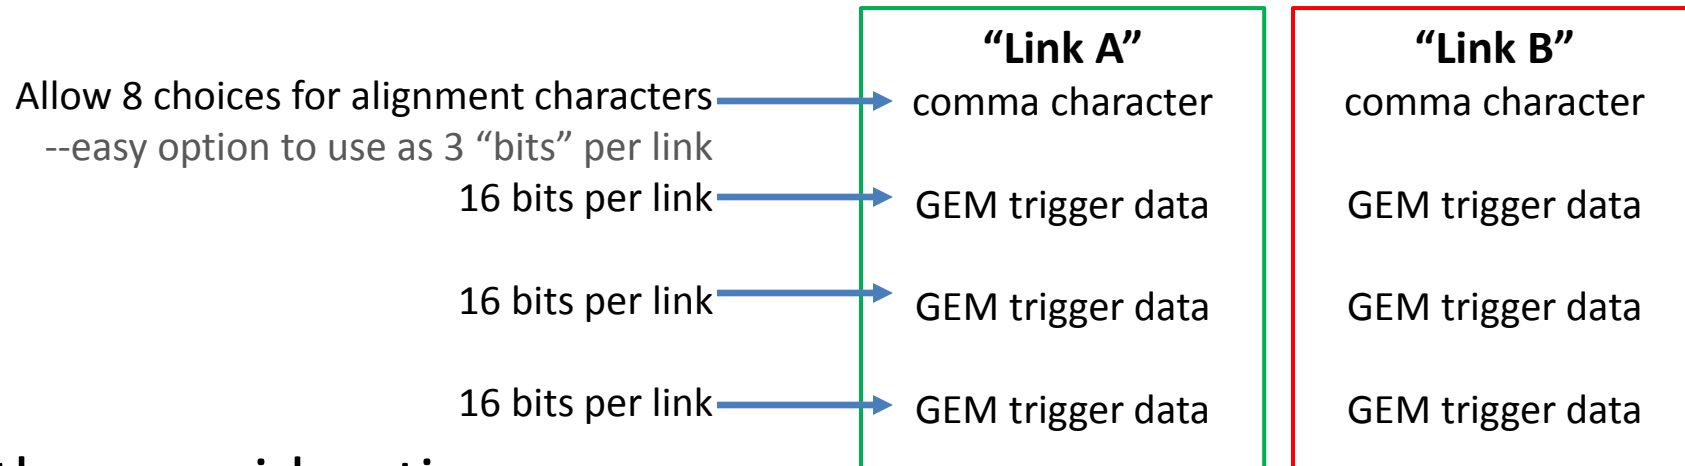 “Link A” “Link B”
Allow 8 choices for alignment characters comma character comma character
--easy option to use as 3 “bits” per link
16 bits per link GEM trigger data GEM trigger data
16 bits per link GEM trigger data GEM trigger data
16 bits per link GEM trigger data GEM trigger data